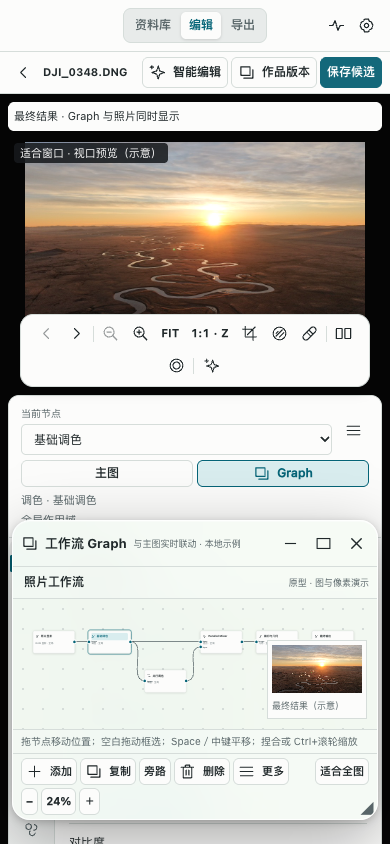 资料库 编辑 导出
DJI_0348.DNG 智能编辑 作品版本 保存候选
最终结果 · Graph 与照片同时显示
适合窗口 · 视口预览（示意）
FIT 1:1 · Z
当前节点
基础调色
主图 Graph
调色 · 基础调色
全局作用域
工作流 Graph 与主图实时联动 · 本地示例
照片工作流 原型 · 图与像素演示
最终结果（示意）
拖节点移动位置；空白拖动框选；Space / 中键平移；捏合或 Ctrl+滚轮缩放
添加 复制 旁路 删除 更多 适合全图
− 24% +
对比度